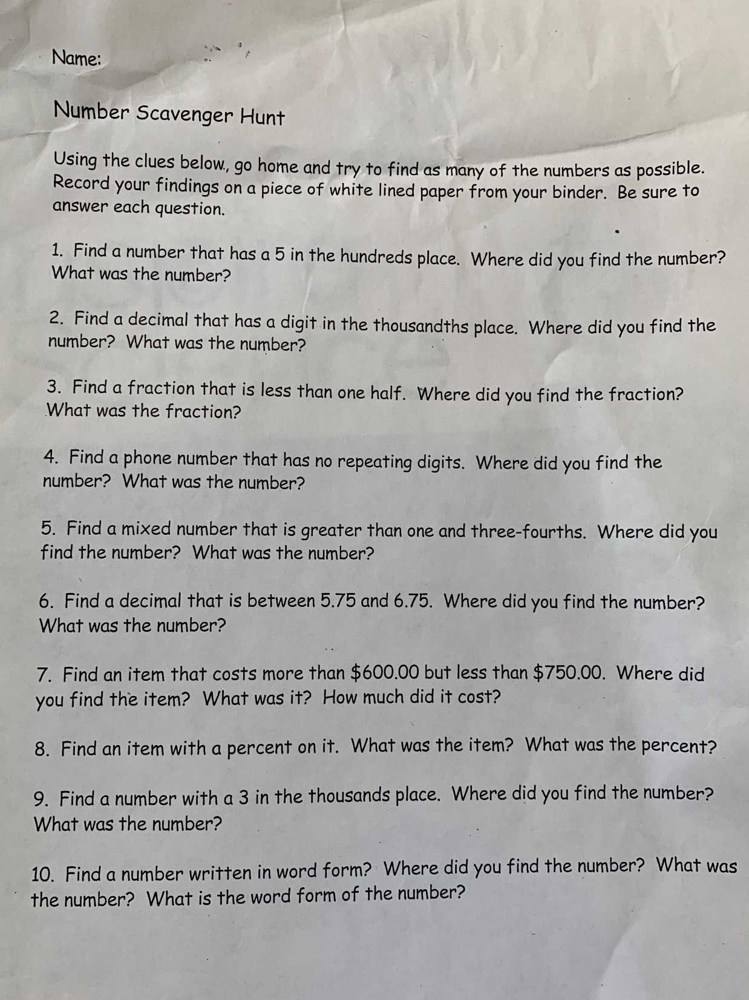 Name:
Number Scavenger Hunt
Using the clues below,, go home and try to find as many of the numbers as possible.
Record your findings on a piece of white lined paper from your binder.  Be sure to
answer each question.
1.  Find a number that has a 5 in the hundreds place.  Where did you find the number?
What was the number?
2.  Find a decimal that has a digit in the thousandths place.  Where did you find the
number?  What was the number?
3.  Find a fraction that is less than one half.  Where did you find the fraction?
What was the fraction?
4.  Find a phone number that has no repeating digits.  Where did you find the
number?  What was the number?
5.  Find a mixed number that is greater than one and three-fourths.  Where did you
find the number?  What was the number?
6.  Find a decimal that is between 5.75 and 6.75.  Where did you find the number?
What was the number?
7.  Find an item that costs more than $600.00 but less than $750.00.  Where did
you find the item?  What was it?  How much did it cost?
8.  Find an item with a percent on it.  What was the item?  What was the percent?
9.  Find a number with a 3 in the thousands place.  Where did you find the number?
What was the number?
10.  Find a number written in word form?  Where did you find the number?  What was
the number?  What is the word form of the number?